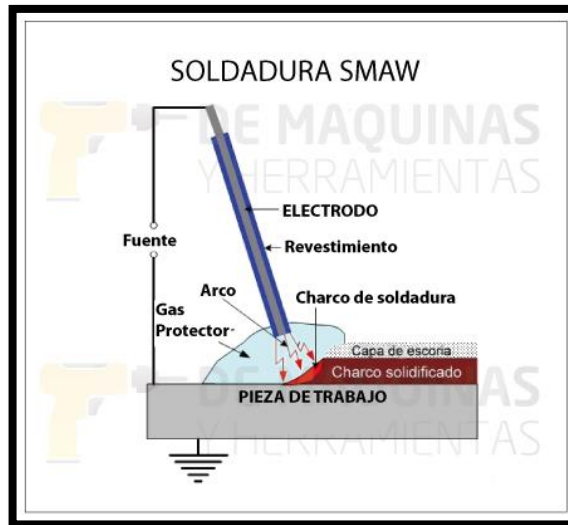 SOLDADURA SMAW
DE MAQUINAS
Y HERRAMIENTAS
ELECTRODO
Fuente
Revestimiento
Arco
Charco de soldadura
Gas
Protector
Capa de escoria
Charco solidificado
PIEZA DE TRABAJO
DE MAQUINAS
Y HERRAMIENTAS